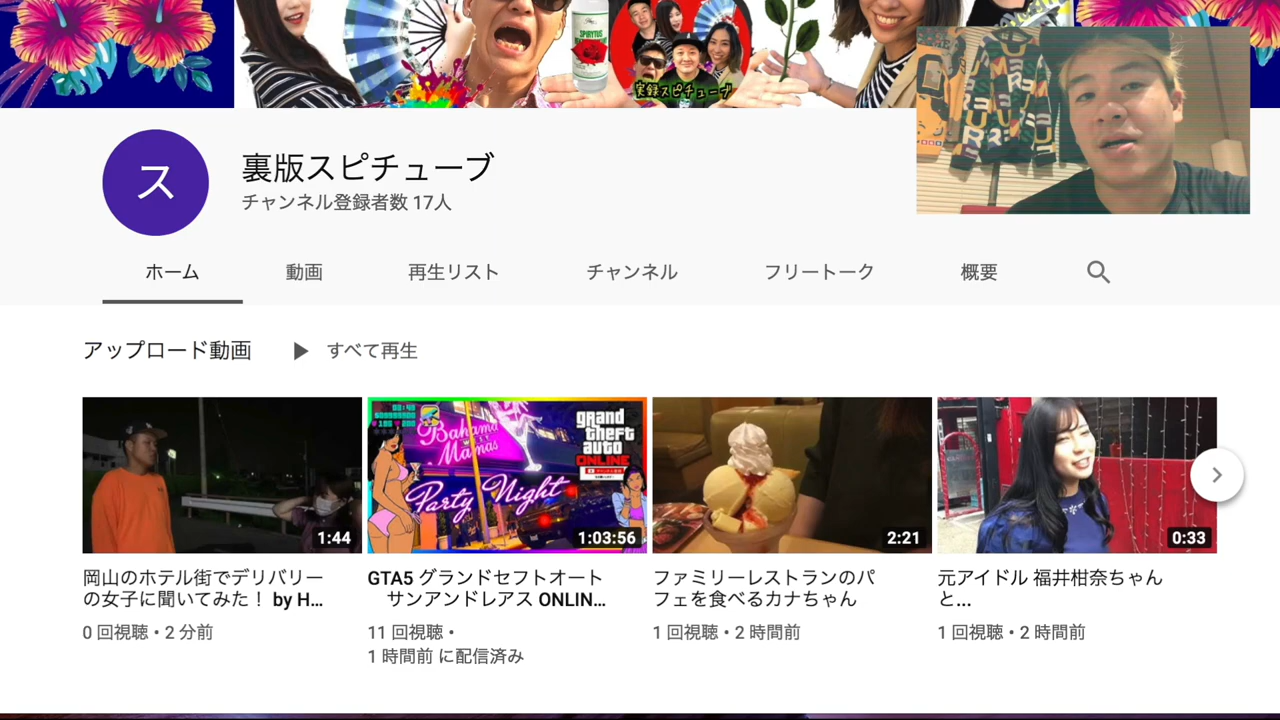 SPIRYTUS
実録スピチューブ
ス
裏版スピチューブ
チャンネル登録者数 17人
ホーム
動画
再生リスト
チャンネル
フリートーク
概要
アップロード動画
すべて再生
Bahama
Mamas
Party Night
grand
theft
auto
ONLINE
1:44
1:03:56
2:21
0:33
岡山のホテル街でデリバリー
の女子に聞いてみた！ by H...
0 回視聴・2 分前
GTA5 グランドセフトオート
サンアンドレアス ONLIN...
11 回視聴・
1 時間前 に配信済み
ファミリーレストランのパ
フェを食べるカナちゃん
1 回視聴・2 時間前
元アイドル 福井柑奈ちゃん
と...
1 回視聴・2 時間前